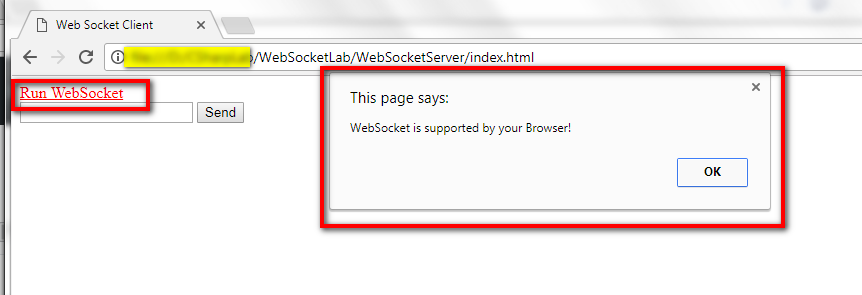 Web Socket Client
/WebSocketLab/WebSocketServer/index.html
Run WebSocket
Send
This page says:
WebSocket is supported by your Browser!
OK